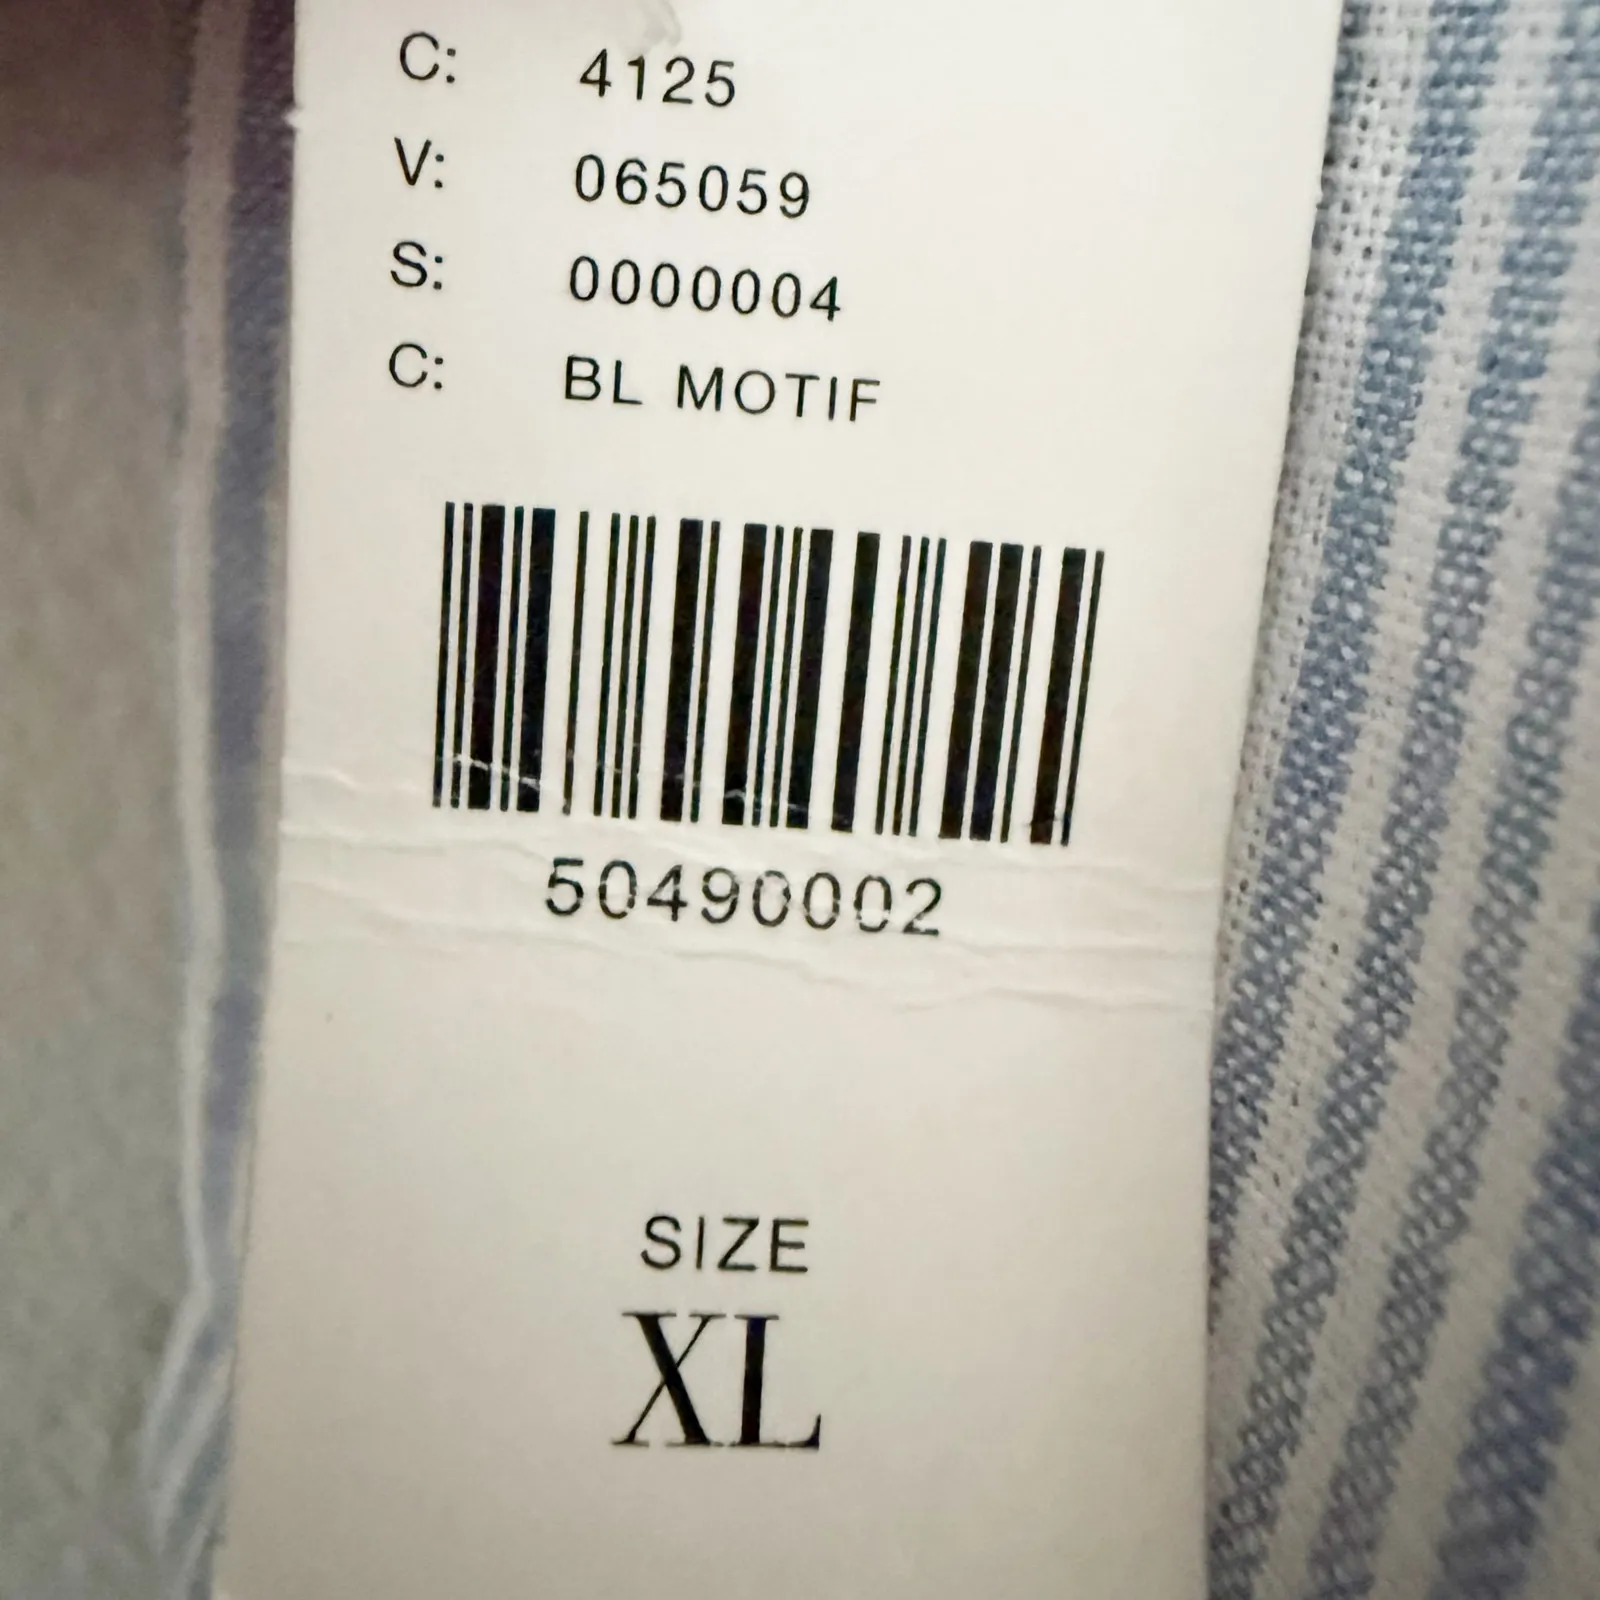 C: 4125
V: 065059
S: 0000004
C: BL MOTIF
50490002
SIZE
XL